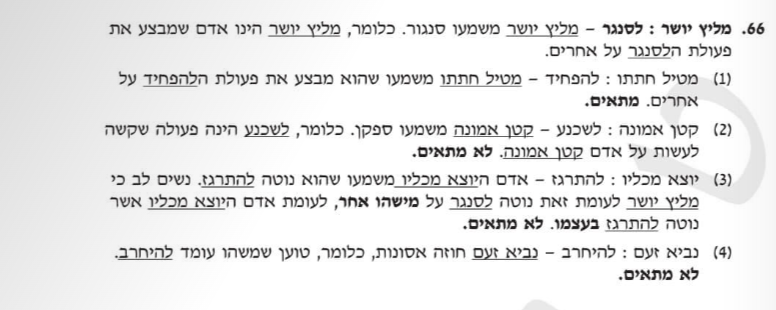 66. מליץ יושר : לסנגר – מליץ יושר משמעו סנגור. כלומר, מליץ יושר הינו אדם שמבצע את
פעולת הלסנגר על אחרים.
(1) מטיל חתתו : להפחיד – מטיל חתתו משמעו שהוא מבצע את פעולת הלהפחיד על
אחרים. מתאים.
(2) קטן אמונה : לשכנע – קטן אמונה משמעו ספקן. כלומר, לשכנע הינה פעולה שקשה
לעשות על אדם קטן אמונה. לא מתאים.
(3) יוצא מכליו : להתרגז – אדם היוצא מכליו משמעו שהוא נוטה להתרגז. נשים לב כי
מליץ יושר לעומת זאת נוטה לסנגר על מישהו אחר, לעומת אדם היוצא מכליו אשר
נוטה להתרגז בעצמו. לא מתאים.
(4) נביא זעם : להיחרב – נביא זעם חוזה אסונות, כלומר, טוען שמשהו עומד להיחרב.
לא מתאים.